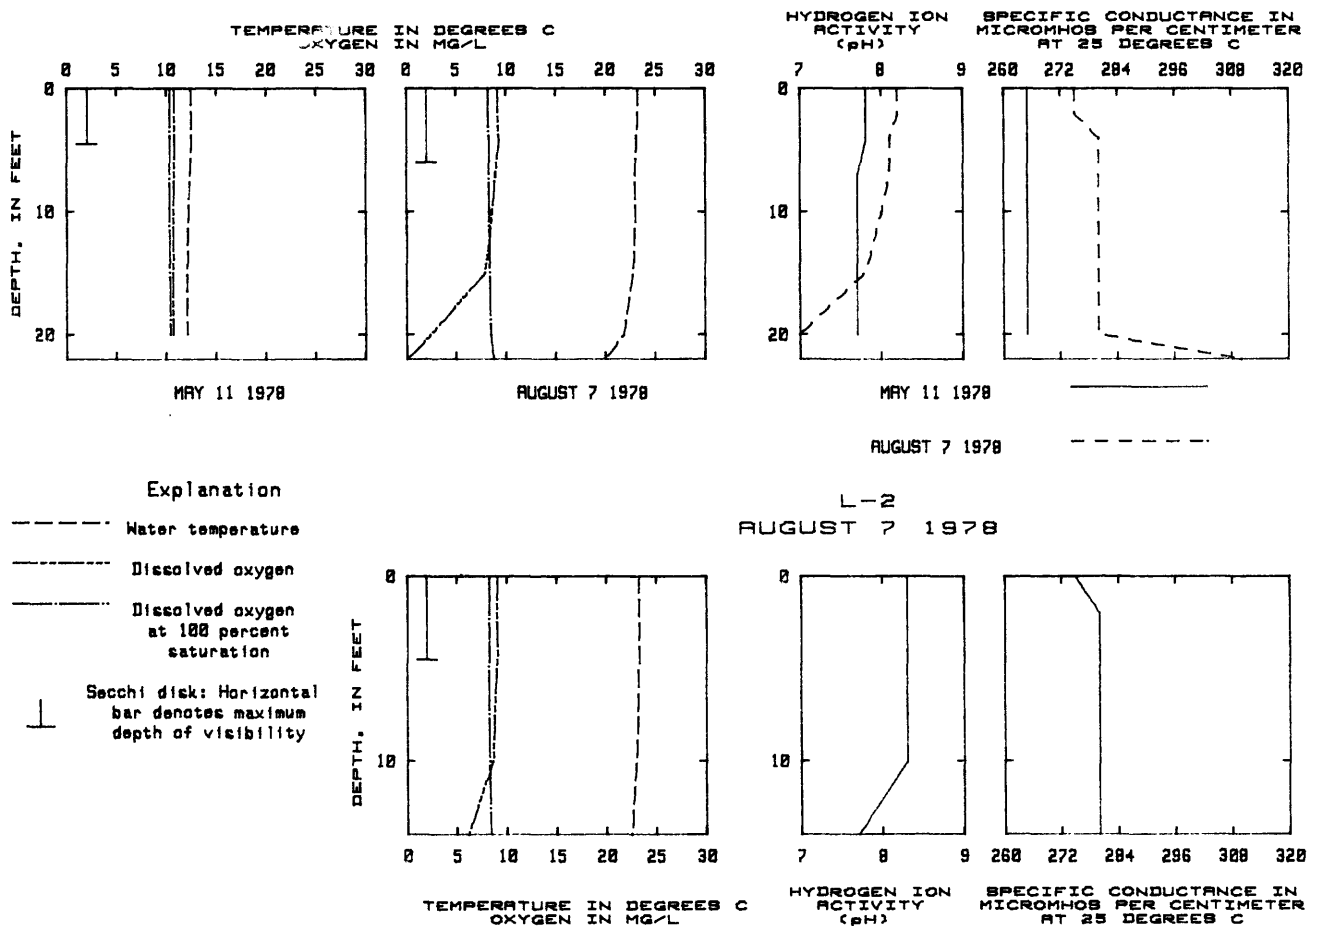 TEMPERATURE IN DEGREES C
OXYGEN IN MG/L
HYDROGEN ION
ACTIVITY
(pH)
SPECIFIC CONDUCTANCE IN
MICROMHOS PER CENTIMETER
AT 25 DEGREES C
0 5 10 15 20 25 30
0 5 10 15 20 25 30
7 8 9
260 272 284 296 308 320
DEPTH, IN FEET
0
10
20
0
10
20
MAY 11 1978
AUGUST 7 1978
MAY 11 1978
AUGUST 7 1978
Explanation
Water temperature
Dissolved oxygen
Dissolved oxygen
at 100 percent
saturation
Secchi disk: Horizontal
bar denotes maximum
depth of visibility
L-2
AUGUST 7 1978
DEPTH, IN FEET
0
10
0
10
0 5 10 15 20 25 30
7 8 9
260 272 284 296 308 320
TEMPERATURE IN DEGREES C
OXYGEN IN MG/L
HYDROGEN ION
ACTIVITY
(pH)
SPECIFIC CONDUCTANCE IN
MICROMHOS PER CENTIMETER
AT 25 DEGREES C